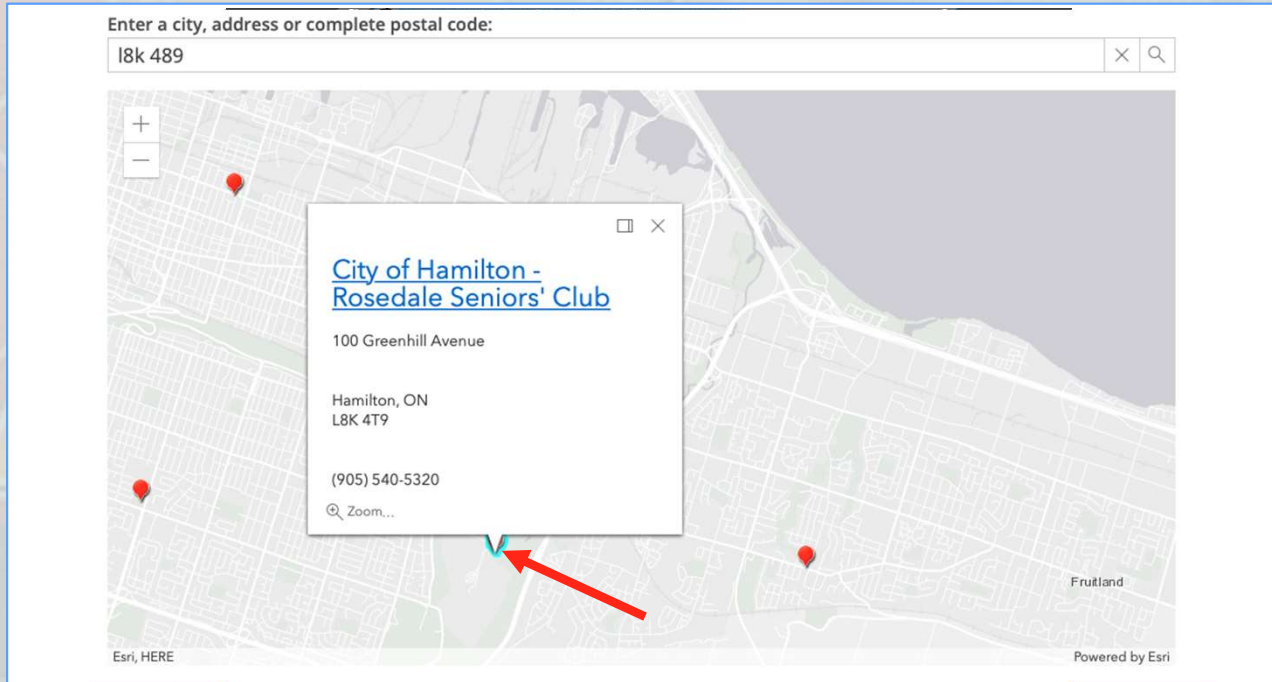 Enter a city, address or complete postal code:
l8k 489
+
−
City of Hamilton -
Rosedale Seniors' Club
100 Greenhill Avenue
Hamilton, ON
L8K 4T9
(905) 540-5320
Zoom...
Fruitland
Esri, HERE
Powered by Esri